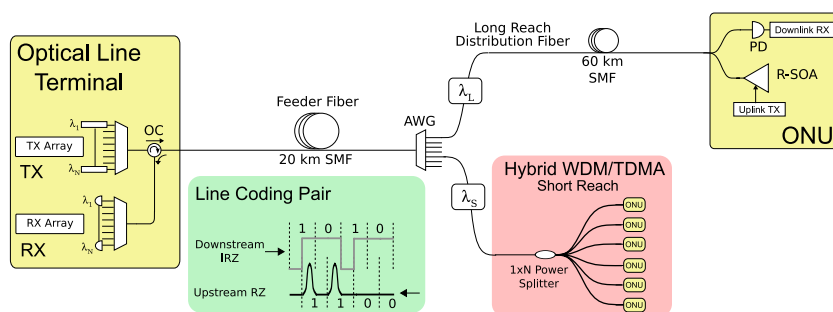 Optical Line
Terminal
λ1
TX Array
λN
TX
OC
λ1
RX Array
λN
RX
Feeder Fiber
20 km SMF
AWG
Long Reach
Distribution Fiber
60 km
SMF
λL
λS
PD
Downlink RX
R-SOA
Uplink TX
ONU
Line Coding Pair
1 0 1 0
Downstream
IRZ
Upstream RZ
1 1 0 0
Hybrid WDM/TDMA
Short Reach
1xN Power
Splitter
ONU
ONU
ONU
ONU
ONU
ONU